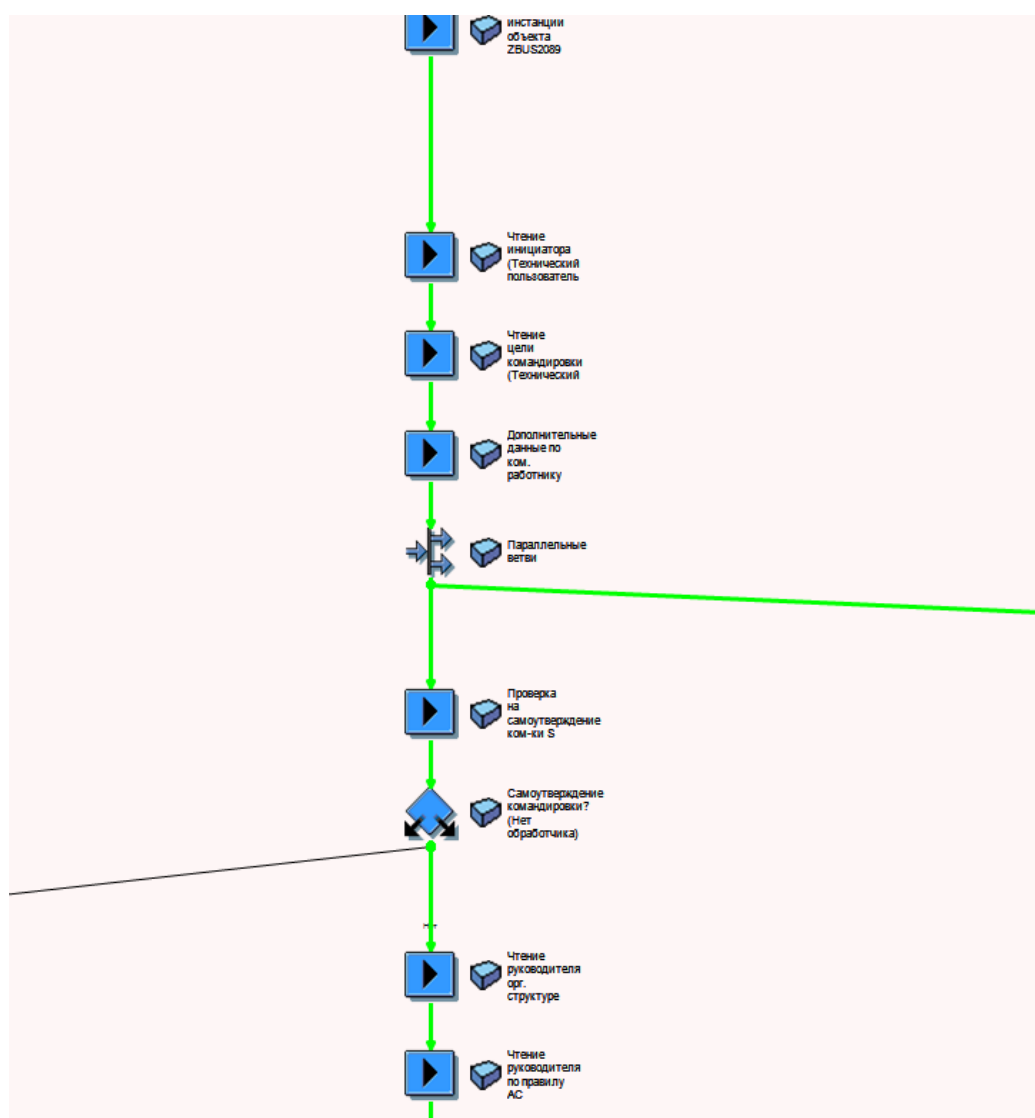 инстанции
объекта
ZBUS2089
Чтение
инициатора
(Технический
пользователь
Чтение
цели
командировки
(Технический
Дополнительные
данные по
ком.
работнику
Параллельные
ветви
Проверка
на
самоутверждение
ком-ки S
Самоутверждение
командировки?
(Нет
обработчика)
Чтение
руководителя
орг.
структуре
Чтение
руководителя
по правилу
АС